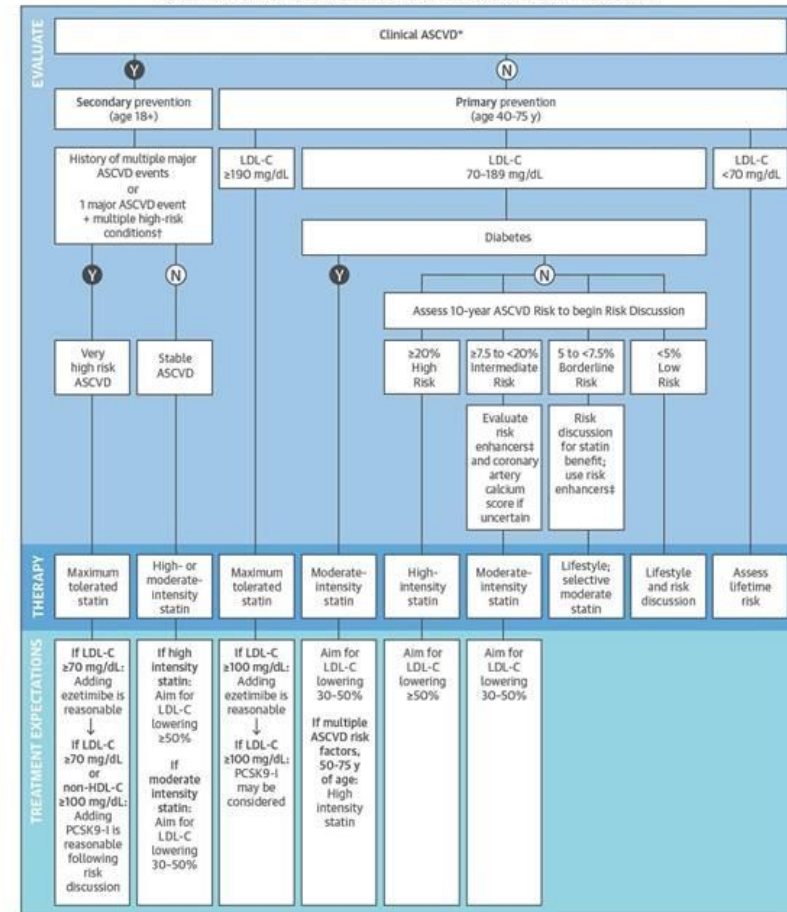 EVALUATE
Clinical ASCVD*
Y
N
Secondary prevention
(age 18+)
Primary prevention
(age 40-75 y)
History of multiple major
ASCVD events
or
1 major ASCVD event
+ multiple high-risk
conditions†
LDL-C
≥190 mg/dL
LDL-C
70-189 mg/dL
LDL-C
<70 mg/dL
Diabetes
Y
N
Y
N
Assess 10-year ASCVD Risk to begin Risk Discussion
Very
high risk
ASCVD
Stable
ASCVD
≥20%
High
Risk
≥7.5 to <20%
Intermediate
Risk
5 to <7.5%
Borderline
Risk
<5%
Low
Risk
Evaluate
risk
enhancers‡
and coronary
artery
calcium
score if
uncertain
Risk
discussion
for statin
benefit;
use risk
enhancers‡
THERAPY
Maximum
tolerated
statin
High- or
moderate-
intensity
statin
Maximum
tolerated
statin
Moderate-
intensity
statin
High-
intensity
statin
Moderate-
intensity
statin
Lifestyle;
selective
moderate
statin
Lifestyle
and risk
discussion
Assess
lifetime
risk
TREATMENT EXPECTATIONS
If LDL-C
≥70 mg/dL:
Adding
ezetimibe is
reasonable
↓
If LDL-C
≥70 mg/dL
or
non-HDL-C
≥100 mg/dL:
Adding
PCSK9-I is
reasonable
following
risk
discussion
If high
intensity
statin:
Aim for
LDL-C
lowering
≥50%
If
moderate
intensity
statin:
Aim for
LDL-C
lowering
30-50%
If LDL-C
≥100 mg/dL:
Adding
ezetimibe is
reasonable
↓
If LDL-C
≥100 mg/dL:
PCSK9-I
may be
considered
Aim for
LDL-C
lowering
30-50%
If multiple
ASCVD risk
factors,
50-75 y
of age:
High
intensity
statin
Aim for
LDL-C
lowering
≥50%
Aim for
LDL-C
lowering
30-50%